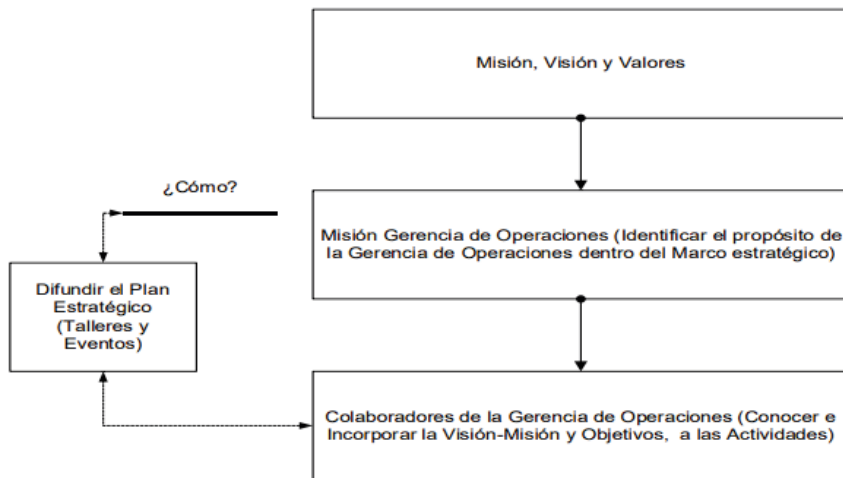 Misión, Visión y Valores
¿Cómo?
Misión Gerencia de Operaciones (Identificar el propósito de
la Gerencia de Operaciones dentro del Marco estratégico)
Difundir el Plan
Estratégico
(Talleres y
Eventos)
Colaboradores de la Gerencia de Operaciones (Conocer e
Incorporar la Visión-Misión y Objetivos, a las Actividades)